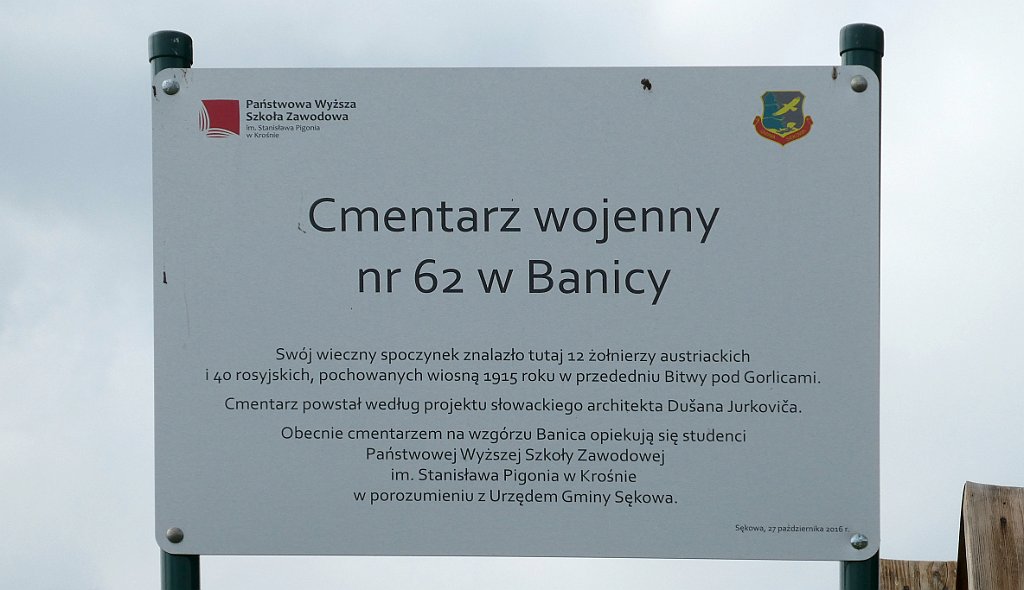 Państwowa Wyższa
Szkoła Zawodowa
im. Stanisława Pigonia
w Krośnie
Cmentarz wojenny
nr 62 w Banicy
Swój wieczny spoczynek znalazło tutaj 12 żołnierzy austriackich
i 40 rosyjskich, pochowanych wiosną 1915 roku w przededniu Bitwy pod Gorlicami.
Cmentarz powstał według projektu słowackiego architekta Dušana Jurkoviča.
Obecnie cmentarzem na wzgórzu Banica opiekują się studenci
Państwowej Wyższej Szkoły Zawodowej
im. Stanisława Pigonia w Krośnie
w porozumieniu z Urzędem Gminy Sękowa.
Sękowa, 27 października 2016 r.